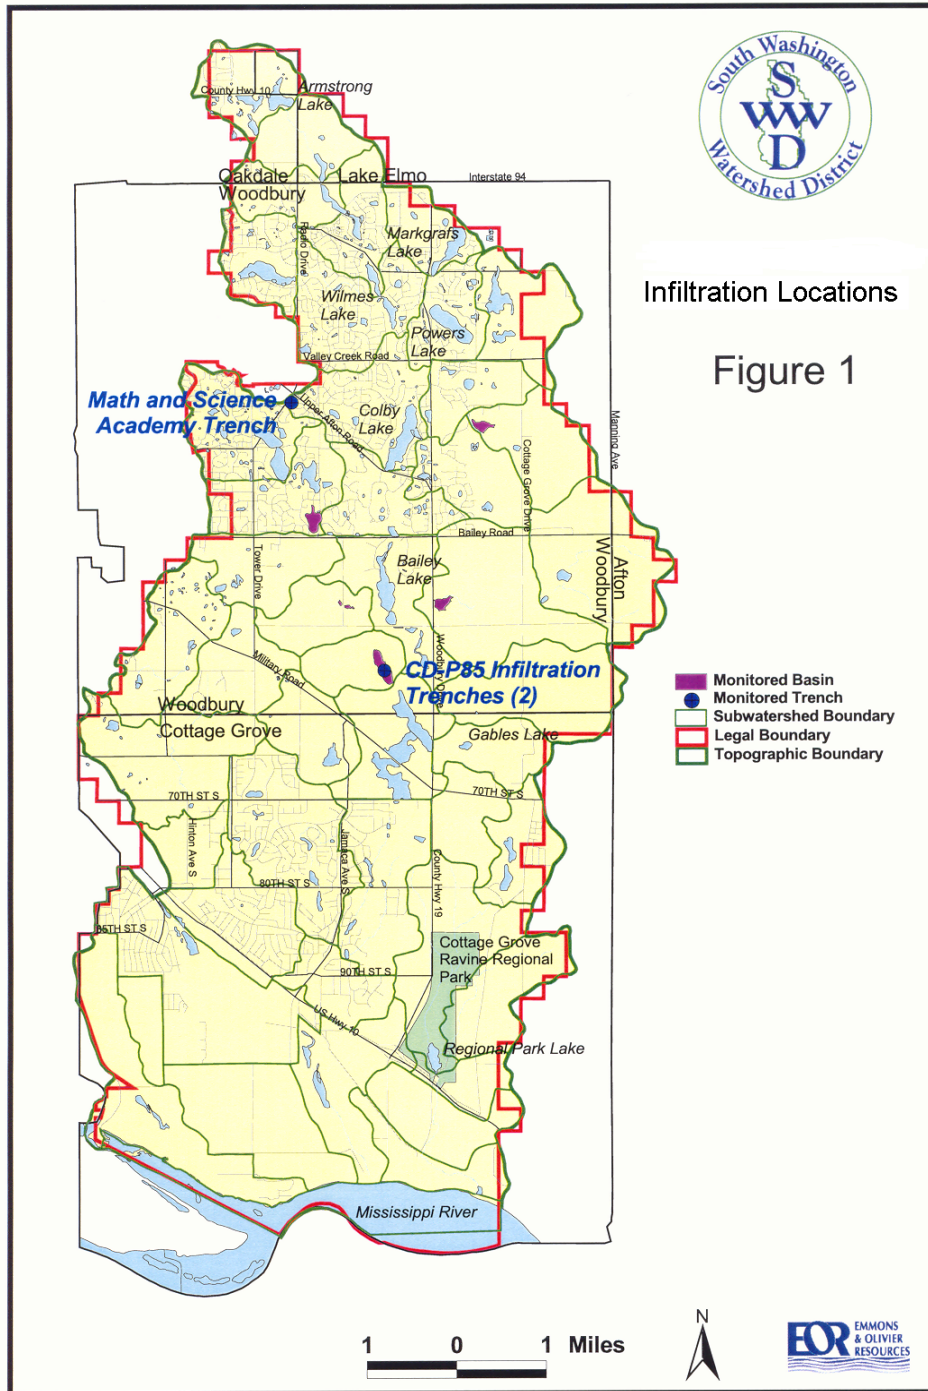 South Washington
Watershed District
S
WWW
D
Infiltration Locations
Figure 1
County Hwy 10
Armstrong
Lake
Oakdale
Lake Elmo
Interstate 94
Woodbury
Radio Drive
Markgrafs
Lake
Wilmes
Lake
Powers
Lake
Valley Creek Road
Math and Science
Academy Trench
Upper Afton Road
Colby
Lake
Manning Ave
Cottage Grove Drive
Bailey Road
Tower Drive
Bailey
Lake
Afton
Woodbury
Military Road
CD-P85 Infiltration
Trenches (2)
Woodbury
Cottage Grove
Gables Lake
Monitored Basin
Monitored Trench
Subwatershed Boundary
Legal Boundary
Topographic Boundary
70TH ST S
70TH ST S
Hinton Ave S
Jamaca Ave S
County Hwy 19
80TH ST S
65TH ST S
Cottage Grove
Ravine Regional
Park
90TH ST S
US Hwy 10
Regional Park Lake
Mississippi River
1 0 1 Miles
N
EOR
EMMONS
& OLIVIER
RESOURCES